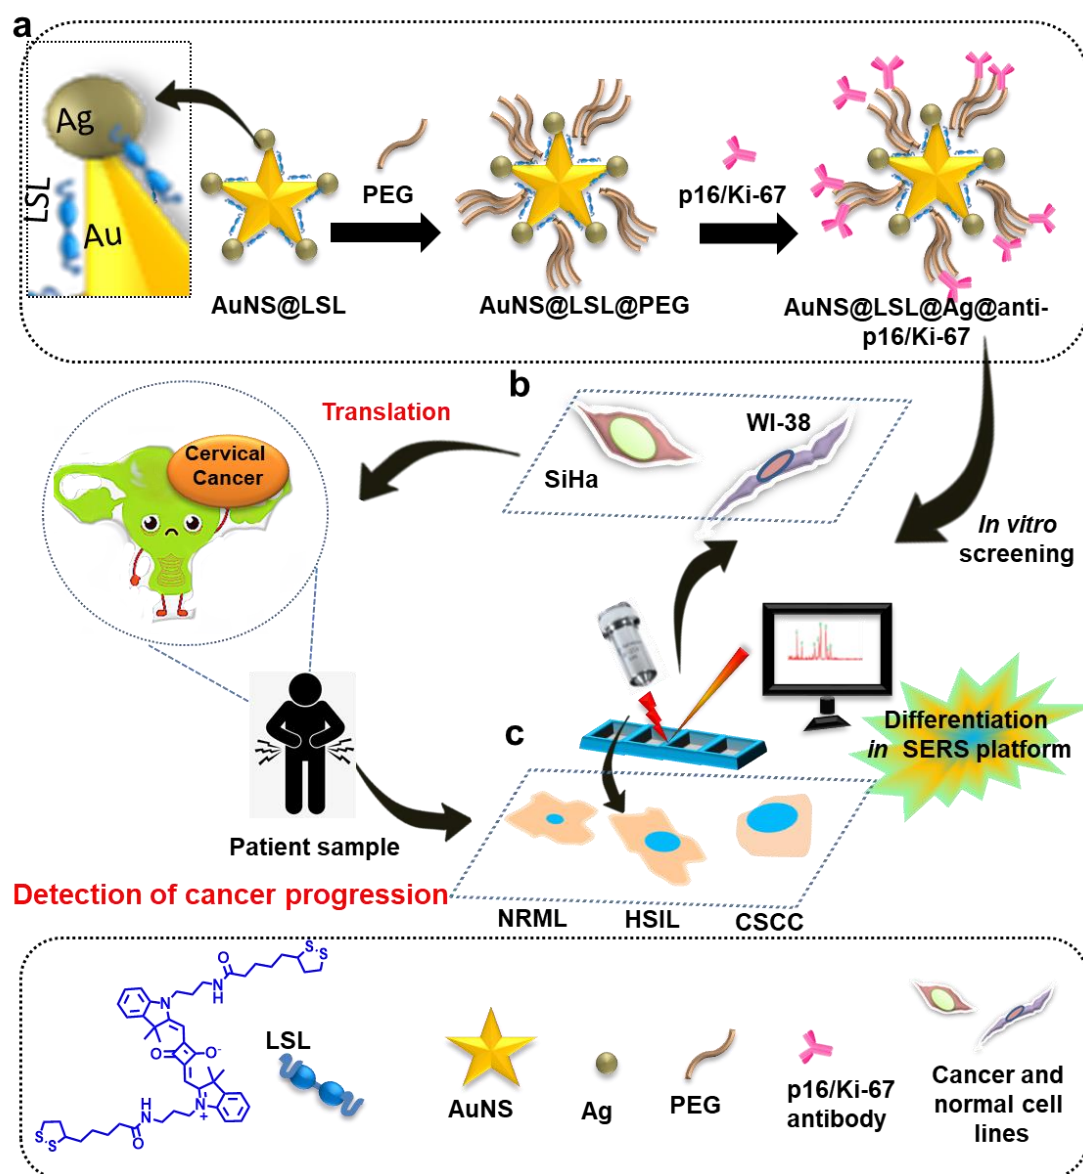 a
Ag
LSL
Au
PEG
p16/Ki-67
AuNS@LSL
AuNS@LSL@PEG
AuNS@LSL@Ag@anti-
p16/Ki-67
b
Translation
Cervical
Cancer
SiHa
WI-38
In vitro
screening
c
Differentiation
in SERS platform
Patient sample
Detection of cancer progression
NRML
HSIL
CSCC
S
S
O
N
H
N
O
O-
N
+
H
N
O
S
S
LSL
AuNS
Ag
PEG
p16/Ki-67
antibody
Cancer and
normal cell
lines